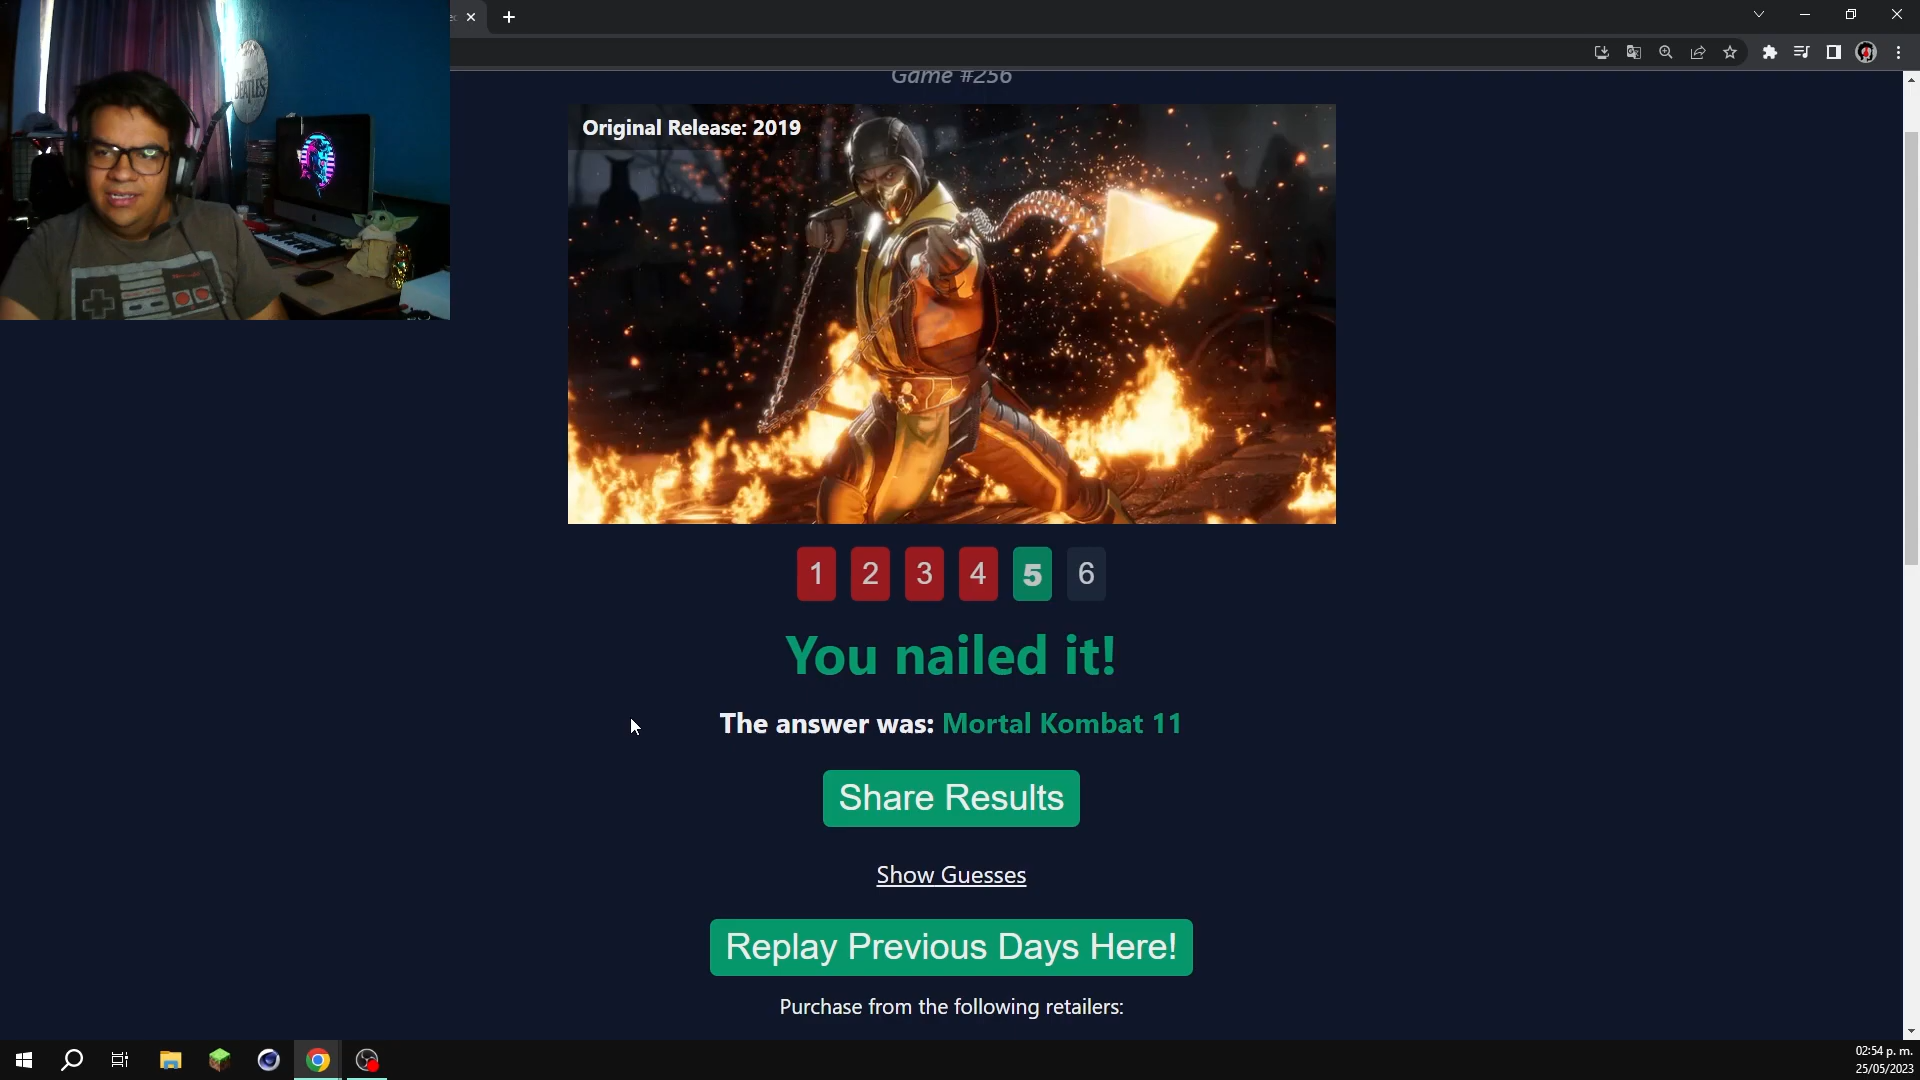 BEATLES
Game #256
Original Release: 2019
1 2 3 4 5 6
You nailed it!
The answer was: Mortal Kombat 11
Share Results
Show Guesses
Replay Previous Days Here!
Purchase from the following retailers:
02:54 p. m.
25/05/2023